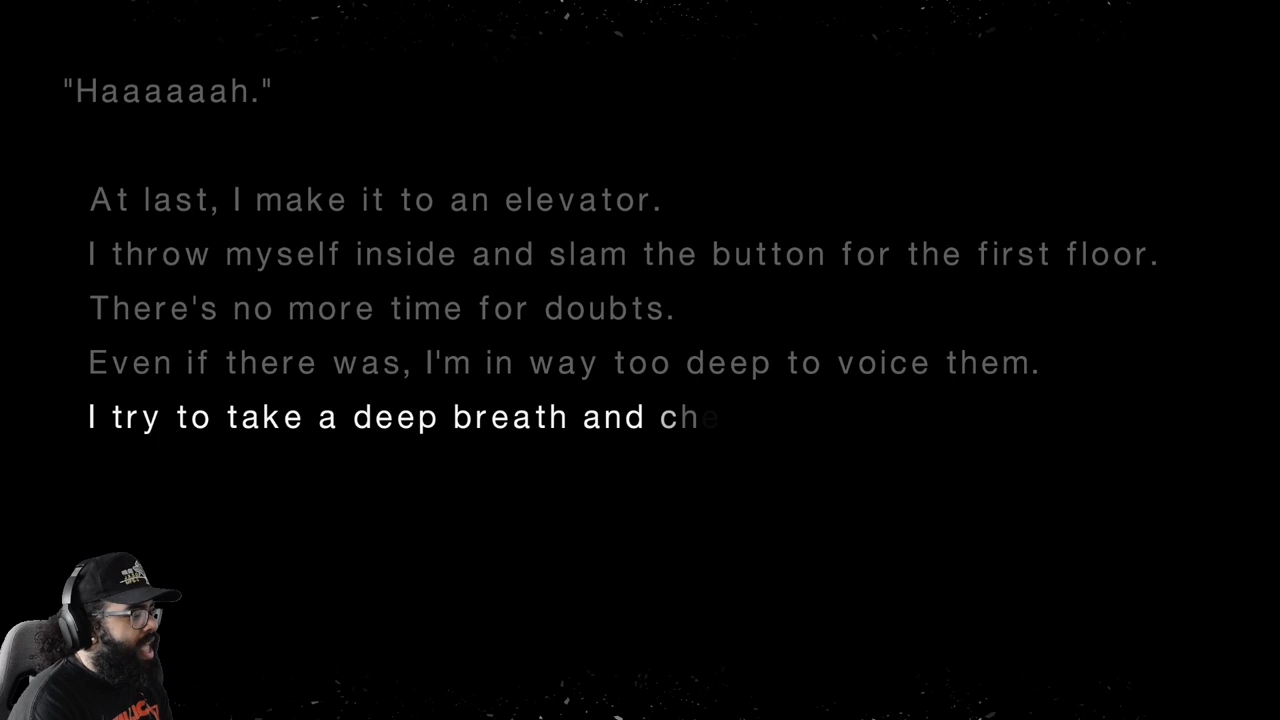 "Haaaaaah."
At last, I make it to an elevator.
I throw myself inside and slam the button for the first floor.
There's no more time for doubts.
Even if there was, I'm in way too deep to voice them.
I try to take a deep breath and che